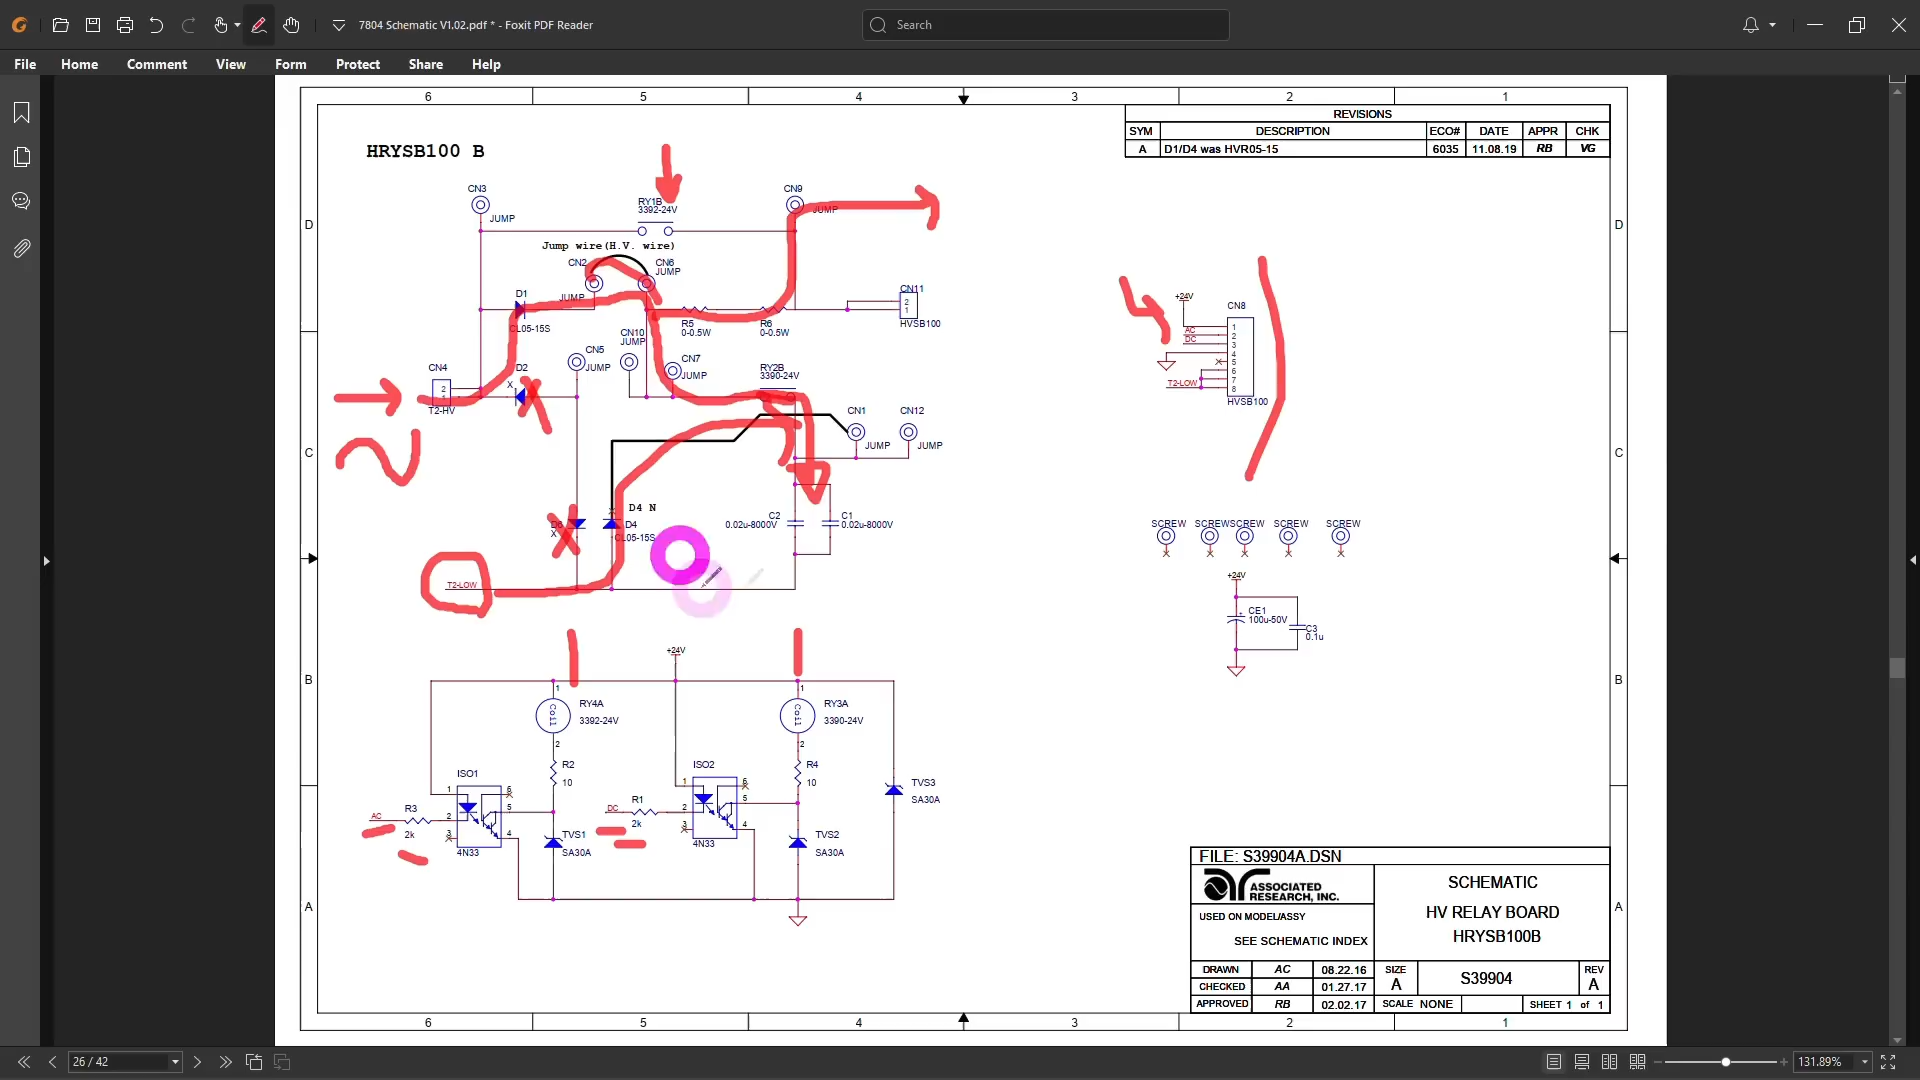 7804 Schematic V1.02.pdf * - Foxit PDF Reader
Search
File Home Comment View Form Protect Share Help
6 5 4 3 2 1
REVISIONS
SYM DESCRIPTION ECO# DATE APPR CHK
A D1/D4 was HVR05-15 6035 11.08.19 RB VG
HRYSB100 B
CN3
JUMP
RY1B
3392-24V
CN9
JUMP
D
D
Jump wire(H.V. wire)
CN2
JUMP
CN6
JUMP
D1
CL05-15S
R5
0-0.5W
R6
0-0.5W
CN11
2
1
HVSB100
CN10
JUMP
CN5
JUMP
CN7
JUMP
RY2B
3390-24V
CN4
2
1
T2-HV
D2
X
CN1
JUMP
CN12
JUMP
C
C
+24V
CN8
AC
DC
T2-LOW
1
2
3
4
5
6
7
8
HVSB100
D4 N
D6
X
D4
CL05-15S
C2
0.02u-8000V
C1
0.02u-8000V
T2-LOW
SCREW SCREW SCREW SCREW SCREW
+24V
CE1
100u-50V
C3
0.1u
B
B
+24V
1
Coil
RY4A
3392-24V
2
R2
10
1
Coil
RY3A
3390-24V
2
R4
10
ISO1
1
2
3
6
5
4
4N33
AC
R3
2k
TVS1
SA30A
DC
R1
2k
ISO2
1
2
3
6
5
4
4N33
TVS2
SA30A
TVS3
SA30A
A
A
FILE: S39904A.DSN
ASSOCIATED
RESEARCH, INC.
USED ON MODEL/ASSY
SEE SCHEMATIC INDEX
SCHEMATIC
HV RELAY BOARD
HRYSB100B
DRAWN AC 08.22.16
CHECKED AA 01.27.17
APPROVED RB 02.02.17
SIZE
A
S39904
REV
A
SCALE NONE
SHEET 1 of 1
6 5 4 3 2 1
26 / 42
131.89%